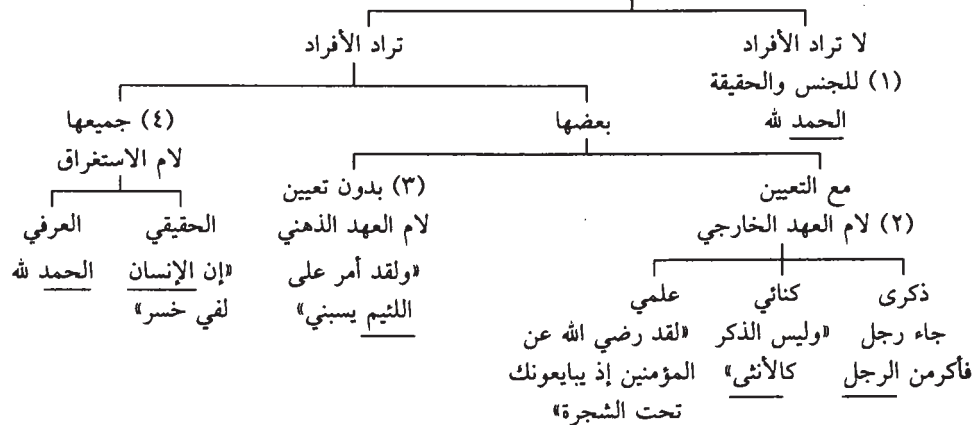 لا تراد الأفراد
تراد الأفراد
(١) للجنس والحقيقة
الحمد لله
بعضها
(٤) جميعها
لام الاستغراق
مع التعيين
(٢) لام العهد الخارجي
(٣) بدون تعيين
لام العهد الذهني
«ولقد أمر على
اللئيم يسبني»
الحقيقي
«إن الإنسان
لفي خسر»
العرفي
الحمد لله
ذكرى
جاء رجل
فأكرمن الرجل
كنائي
«وليس الذكر
كالأنثى»
علمي
«لقد رضي الله عن
المؤمنين إذ يبايعونك
تحت الشجرة»